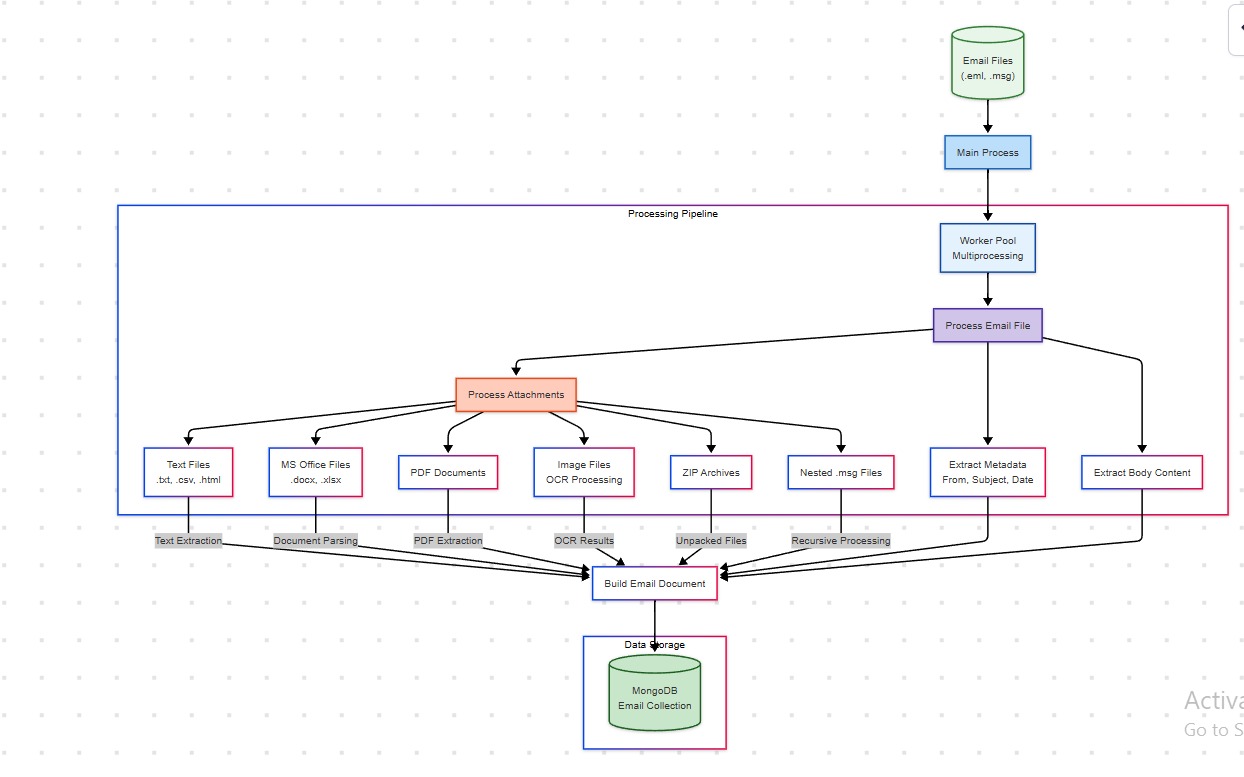 Email Files
(.eml, .msg)
Main Process
Processing Pipeline
Worker Pool
Multiprocessing
Process Email File
Process Attachments
Text Files
.txt, .csv, .html
MS Office Files
.docx, .xlsx
PDF Documents
Image Files
OCR Processing
ZIP Archives
Nested .msg Files
Extract Metadata
From, Subject, Date
Extract Body Content
Text Extraction
Document Parsing
PDF Extraction
OCR Results
Unpacked Files
Recursive Processing
Build Email Document
Data Storage
MongoDB
Email Collection
Activa
Go to S